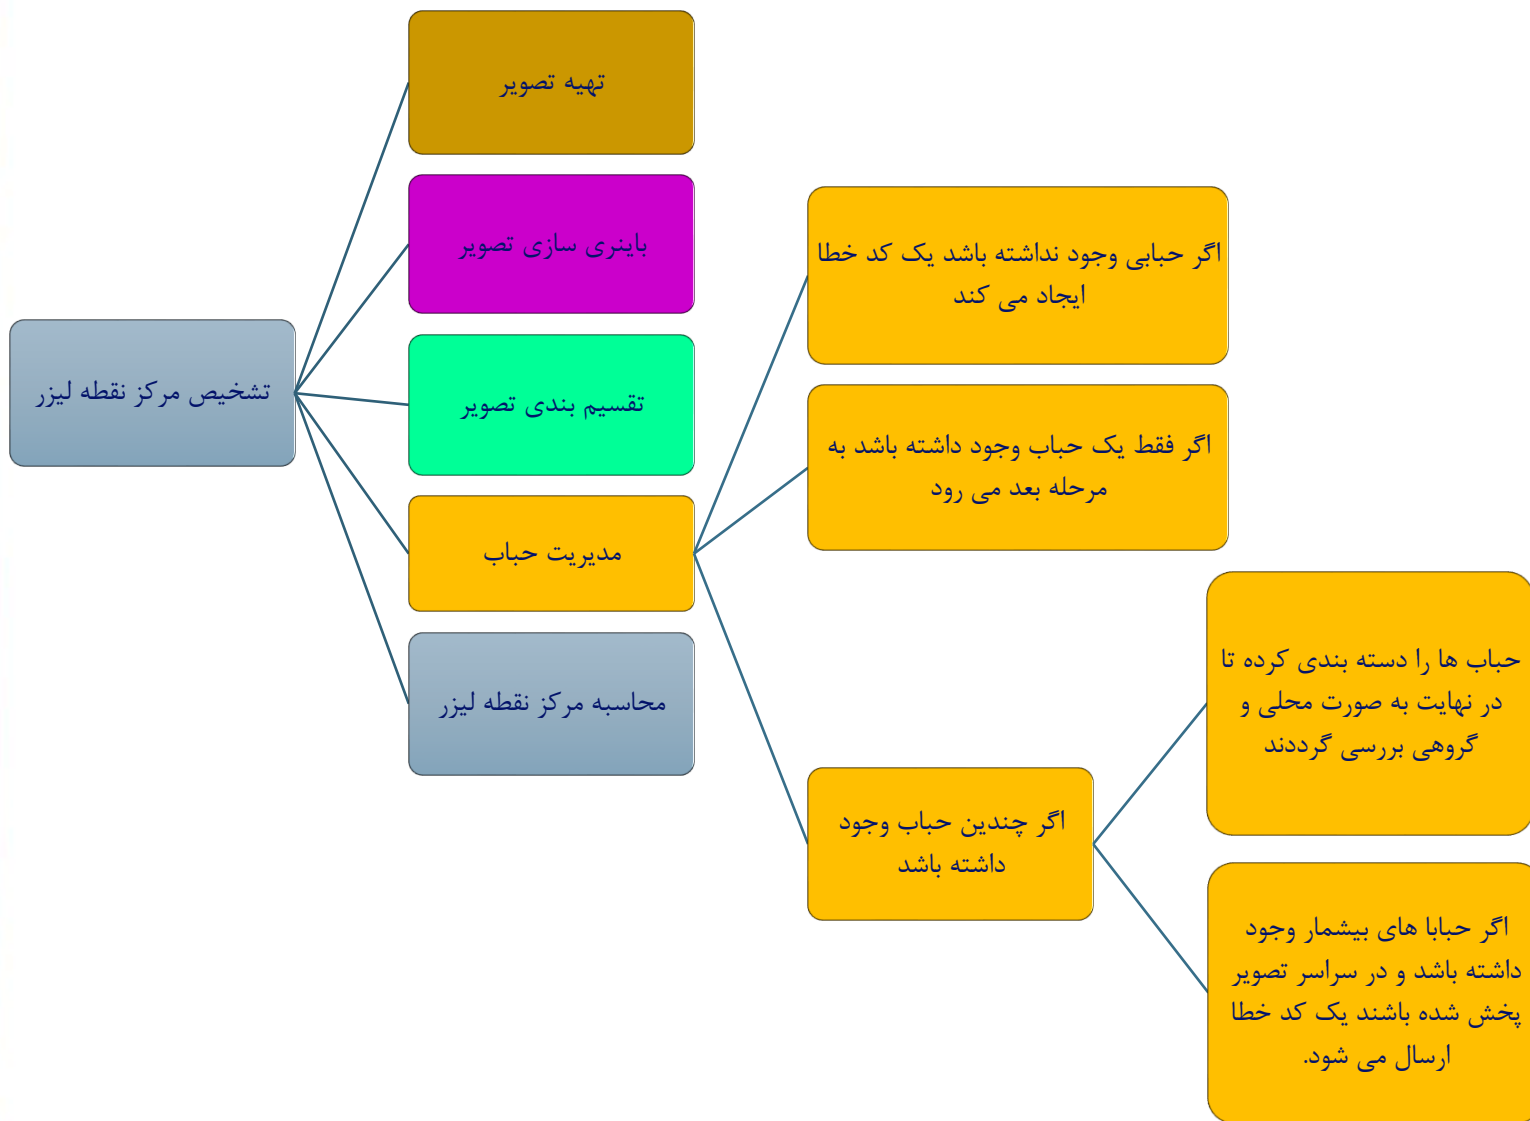 تشخیص مرکز نقطه لیزر
تهیه تصویر
باینری سازی تصویر
تقسیم بندی تصویر
مدیریت حباب
اگر حبابی وجود نداشته باشد یک کد خطا
ایجاد می کند
اگر فقط یک حباب وجود داشته باشد به
مرحله بعد می رود
اگر چندین حباب وجود
داشته باشد
حباب ها را دسته بندی کرده تا
در نهایت به صورت محلی و
گروهی بررسی گرددند
اگر حبابا های بیشمار وجود
داشته باشد و در سراسر تصویر
پخش شده باشند یک کد خطا
ارسال می شود.
محاسبه مرکز نقطه لیزر